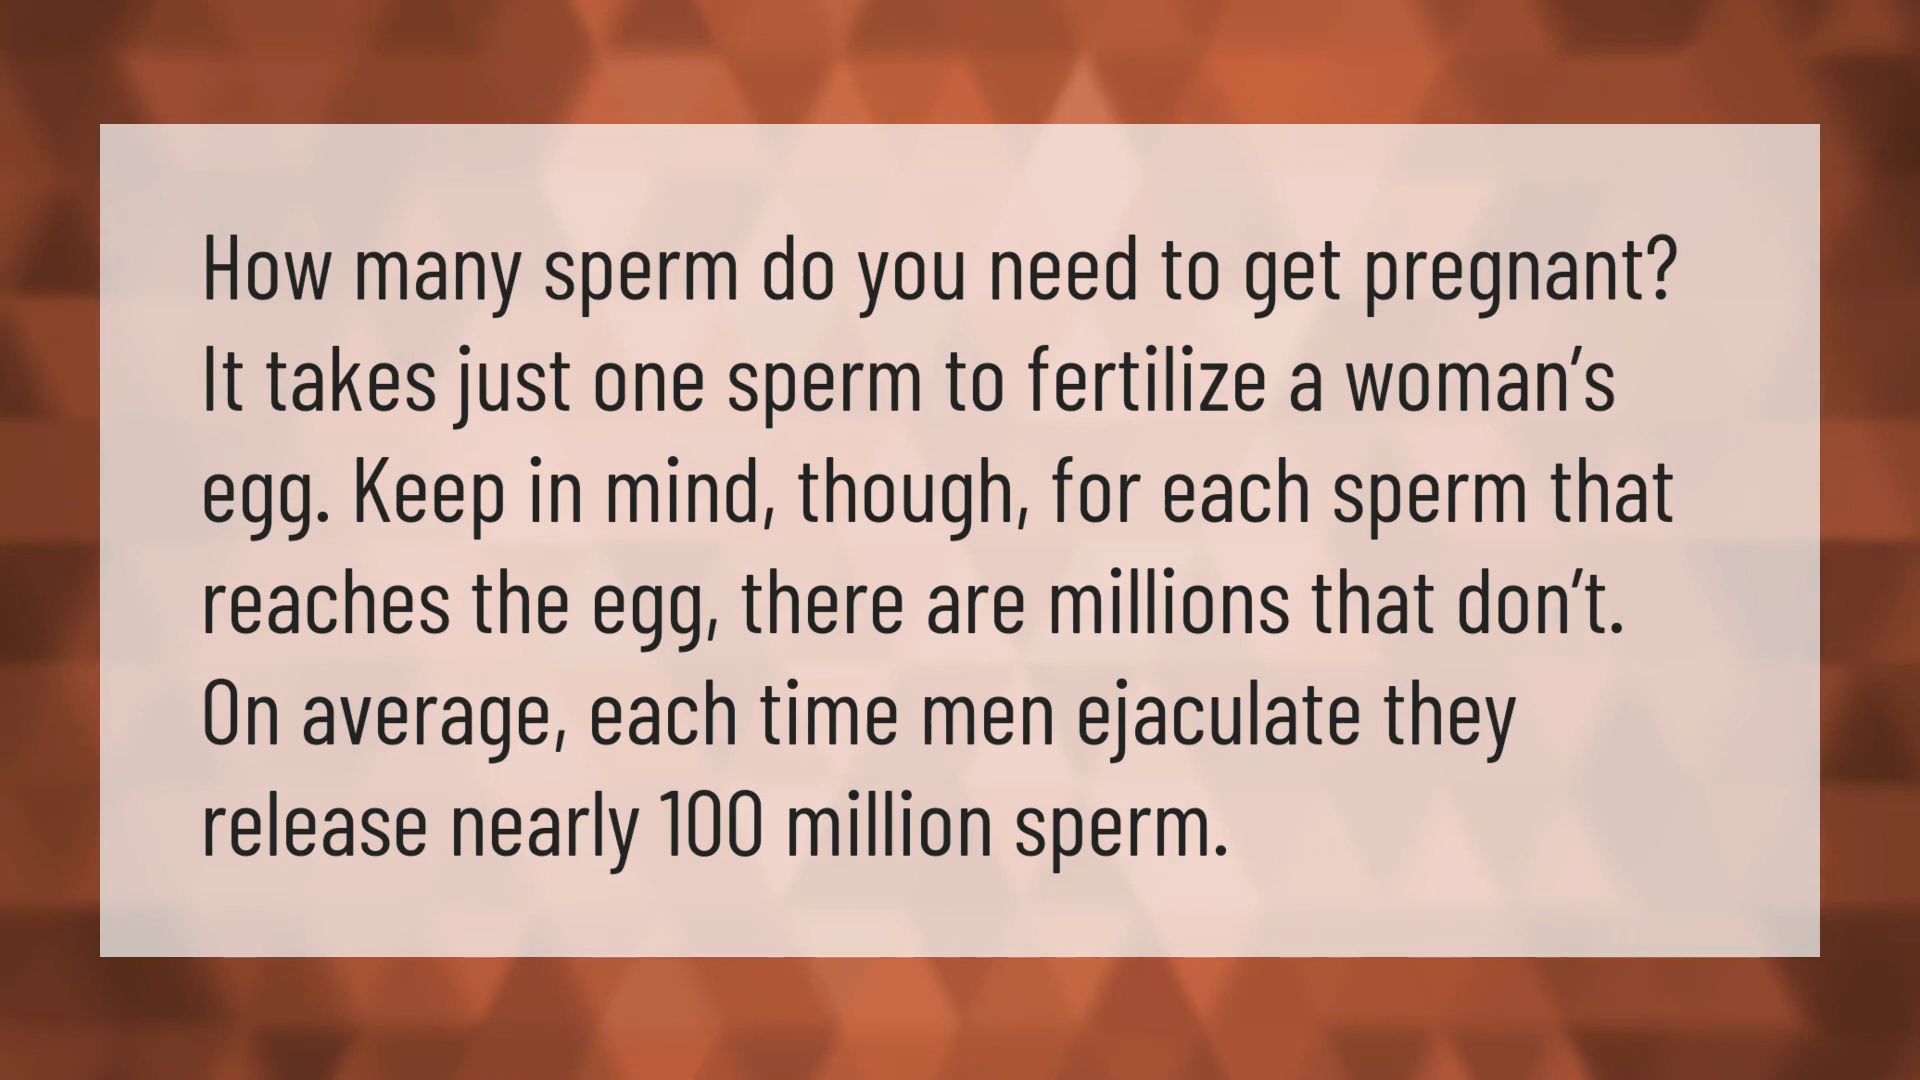 How many sperm do you need to get pregnant?
It takes just one sperm to fertilize a woman’s
egg. Keep in mind, though, for each sperm that
reaches the egg, there are millions that don’t.
On average, each time men ejaculate they
release nearly 100 million sperm.